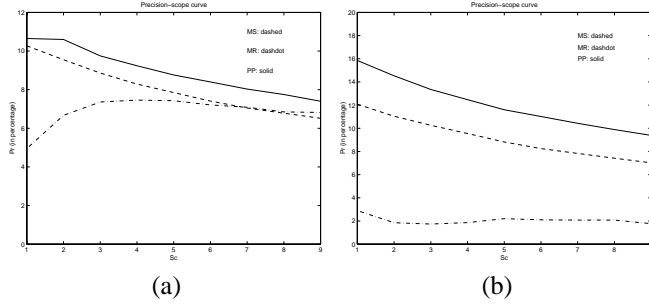 Precision-scope curve
12
10
8
6
4
2
0
Pr (in percentage)
MS: dashed
MR: dashdot
PP: solid
1 2 3 4 5 6 7 8 9
Sc
(a)
Precision-scope curve
20
18
16
14
12
10
8
6
4
2
0
Pr (in percentage)
MS: dashed
MR: dashdot
PP: solid
1 2 3 4 5 6 7 8
Sc
(b)